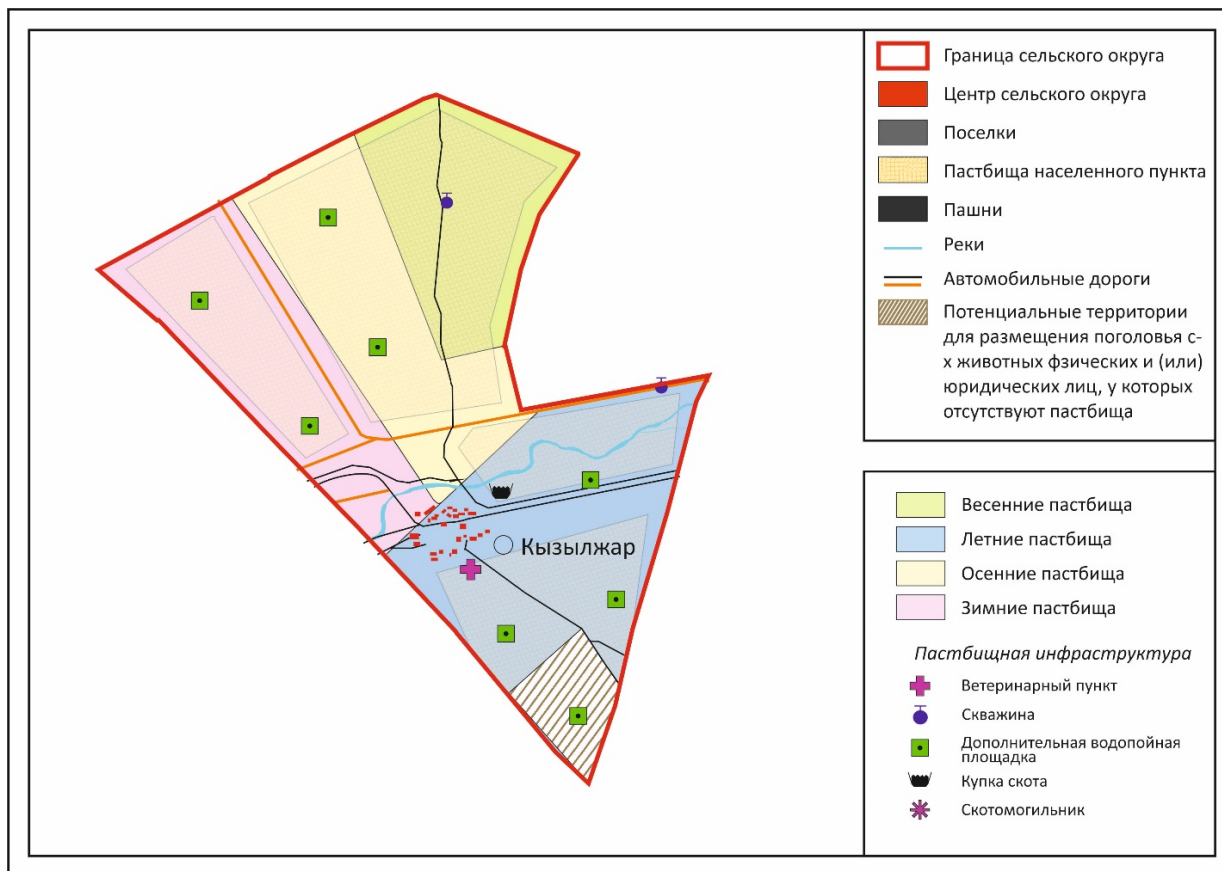 Граница сельского округа
Центр сельского округа
Поселки
Пастбища населенного пункта
Пашни
Реки
Автомобильные дороги
Потенциальные территории
для размещения поголовья с-
х животных фзических и (или)
юридических лиц, у которых
отсутствуют пастбища
Кызылжар
Весенние пастбища
Летние пастбища
Осенние пастбища
Зимние пастбища
Пастбищная инфраструктура
Ветеринарный пункт
Скважина
Дополнительная водопойная
площадка
Купка скота
Скотомогильник